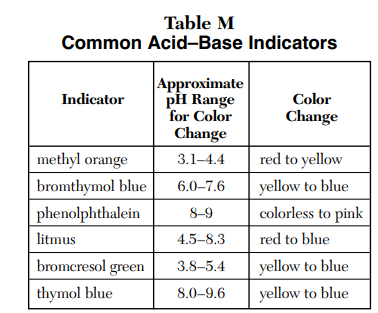 Table M
Common Acid–Base Indicators
Indicator
Approximate
pH Range
for Color
Change
Color
Change
methyl orange 3.1–4.4 red to yellow
bromthymol blue 6.0–7.6 yellow to blue
phenolphthalein 8–9 colorless to pink
litmus 4.5–8.3 red to blue
bromcresol green 3.8–5.4 yellow to blue
thymol blue 8.0–9.6 yellow to blue